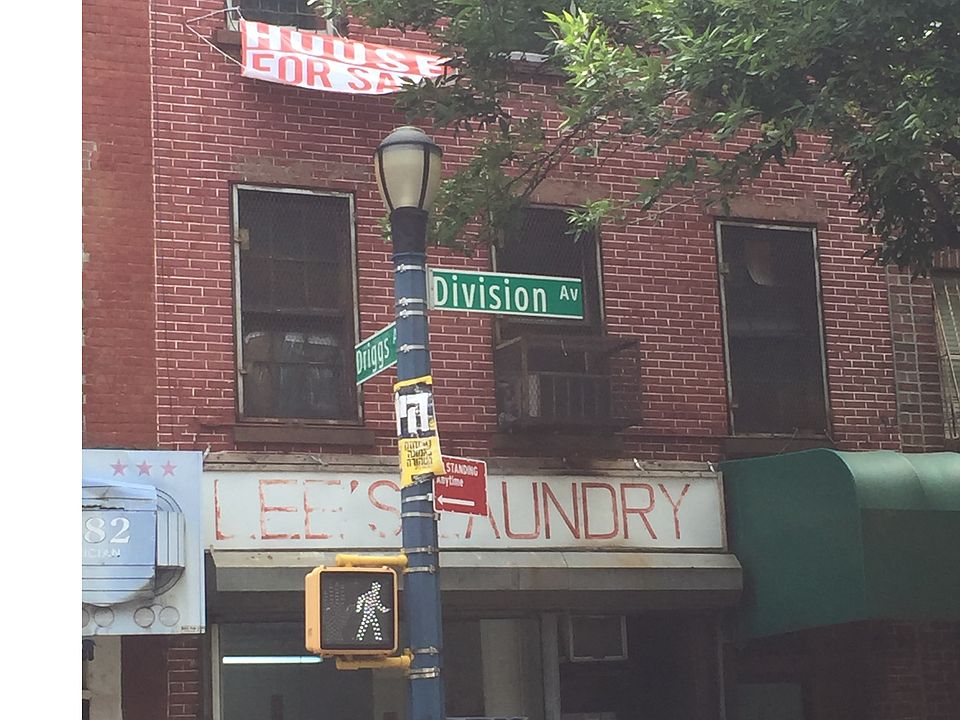 HOUSE
FOR SA
Division Av
Driggs A
STANDING
Anytime
LEE'S LAUNDRY
82